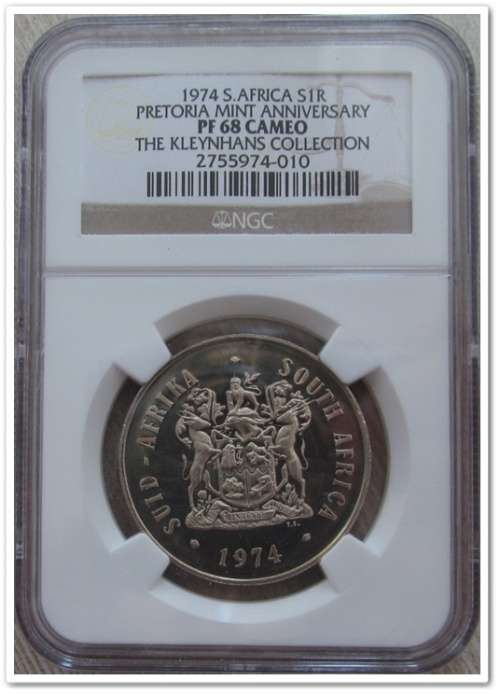 1974 S.AFRICA S1R
PRETORIA MINT ANNIVERSARY
PF 68 CAMEO
THE KLEYNHANS COLLECTION
2755974-010
NGC
SUID-AFRIKA · SOUTH AFRICA
1974